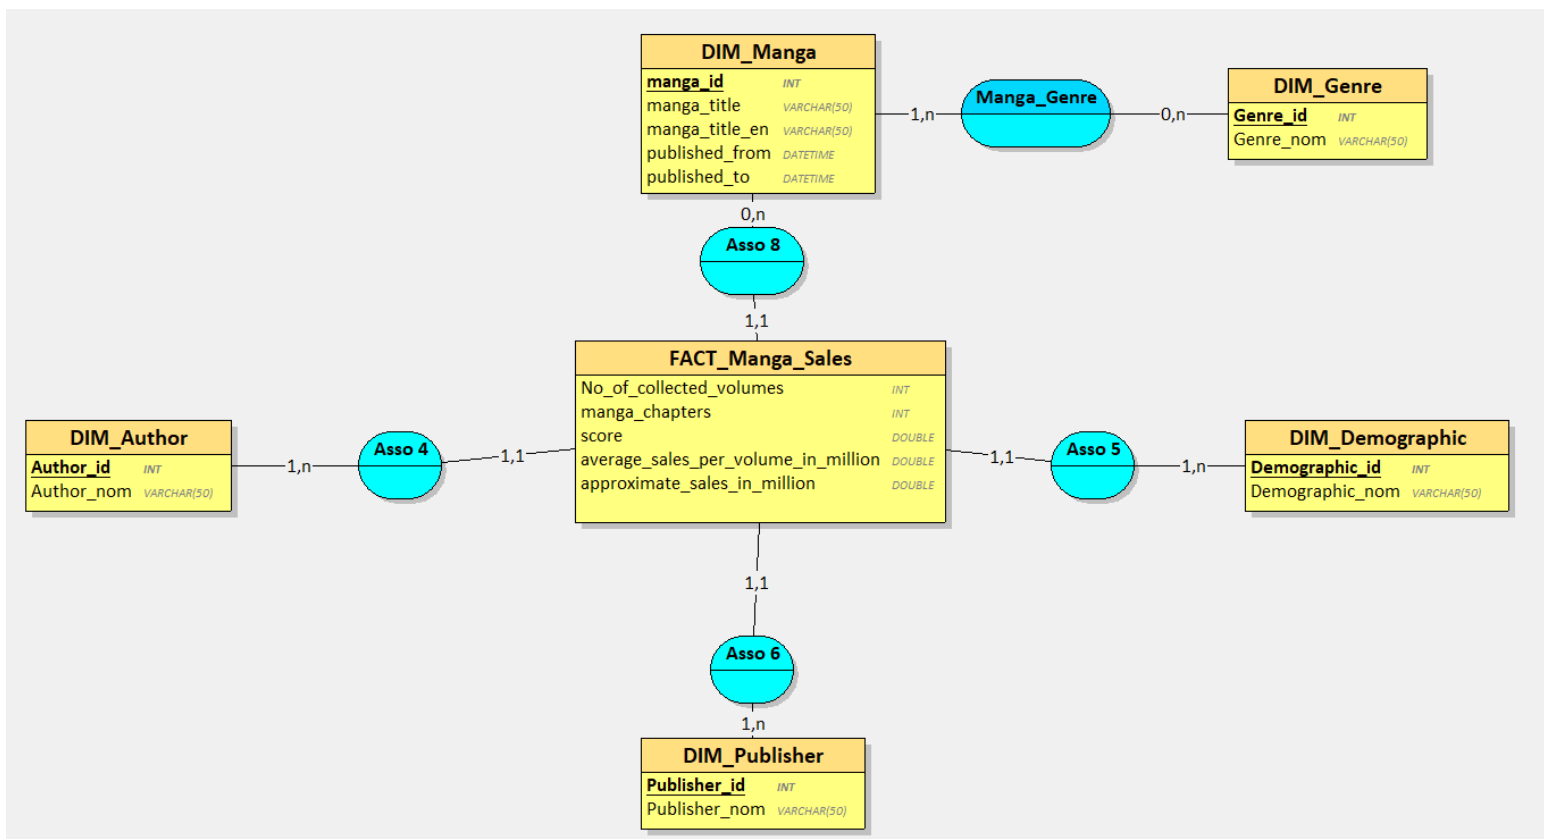 DIM_Manga
manga_id INT
manga_title VARCHAR(50)
manga_title_en VARCHAR(50)
published_from DATETIME
published_to DATETIME
1,n
Manga_Genre
0,n
DIM_Genre
Genre_id INT
Genre_nom VARCHAR(50)
0,n
Asso 8
1,1
FACT_Manga_Sales
No_of_collected_volumes INT
manga_chapters INT
score DOUBLE
average_sales_per_volume_in_million DOUBLE
approximate_sales_in_million DOUBLE
DIM_Author
Author_id INT
Author_nom VARCHAR(50)
1,n
Asso 4
1,1
1,1
Asso 5
1,n
DIM_Demographic
Demographic_id INT
Demographic_nom VARCHAR(50)
1,1
Asso 6
1,n
DIM_Publisher
Publisher_id INT
Publisher_nom VARCHAR(50)